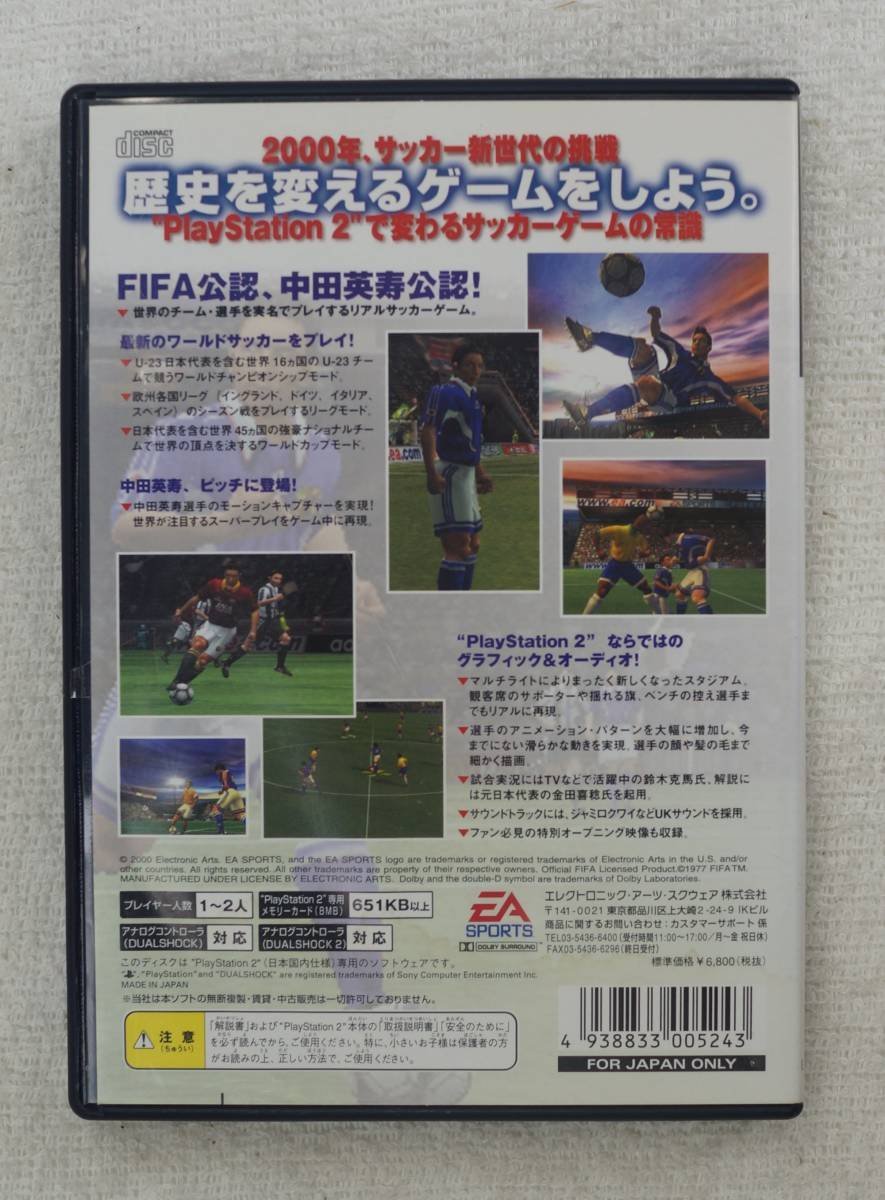 COMPACT
disc
2000年、サッカー新世代の挑戦
歴史を変えるゲームをしよう。
"PlayStation 2"で変わるサッカーゲームの常識
FIFA公認、中田英寿公認!
▼世界のチーム・選手を実名でプレイするリアルサッカーゲーム。
最新のワールドサッカーをプレイ!
▼U-23日本代表を含む世界16ヵ国のU-23チー
ムで競うワールドチャンピオンシップモード。
▼欧州各国リーグ(イングランド、ドイツ、イタリア、
スペイン)のシーズン戦をプレイするリーグモード。
▼日本代表を含む世界45ヵ国の強豪ナショナルチー
ムで世界の頂点を決するワールドカップモード。
中田英寿、ピッチに登場!
▼中田英寿選手のモーションキャプチャーを実現!
世界が注目するスーパープレイをゲーム中に再現。
ea.com
www.ea.com
"PlayStation 2" ならではの
グラフィック&オーディオ!
▼マルチライトによりまったく新しくなったスタジアム。
観客席のサポーターや揺れる旗、ベンチの控え選手ま
でもリアルに再現。
▼選手のアニメーション・パターンを大幅に増加し、今
までにない滑らかな動きを実現。選手の顔や髪の毛まで
細かく描画。
▼試合実況にはTVなどで活躍中の鈴木克馬氏、解説に
は元日本代表の金田喜稔氏を起用。
▼サウンドトラックには、ジャミロクワイなどUKサウンドを採用。
▼ファン必見の特別オープニング映像も収録。
© 2000 Electronic Arts. EA SPORTS, and the EA SPORTS logo are trademarks or registered trademarks of Electronic Arts in the U.S. and/or
other countries. All rights reserved. All other trademarks are property of their respective owners. Official FIFA Licensed Product.©1977 FIFA TM.
MANUFACTURED UNDER LICENSE BY ELECTRONIC ARTS. Dolby and the double-D symbol are trademarks of Dolby Laboratories.
プレイヤー人数 1〜2人
"PlayStation 2"専用
メモリーカード(8MB) 651KB以上
アナログコントローラ
(DUALSHOCK) 対応
アナログコントローラ
(DUALSHOCK 2) 対応
EA
SPORTS
DOLBY SURROUND
エレクトロニック・アーツ・スクウェア 株式会社
〒141-0021 東京都品川区上大崎2-24-9 IKビル
商品に関するお問い合わせ:カスタマーサポート 係
TEL03-5436-6400(受付時間11:00〜17:00/月〜金 祝日休)
FAX03-5436-6296(終日受付)
標準価格¥6,800(税抜)
このディスクは"PlayStation 2"(日本国内仕様)専用のソフトウェアです。
, "PlayStation"and "DUALSHOCK" are registered trademarks of Sony Computer Entertainment Inc.
MADE IN JAPAN
※当社は本ソフトの無断複製・賃貸・中古販売は一切許可しておりません。
注意
(ちゅうい)
「解説書」および"PlayStation 2"本体の「取扱説明書」「安全のために」
を必ず読んでから、ご使用ください。特に、小さいお子様は保護者の方
がお読みの上、正しい方法で、ご使用ください。
4 938833 005243
FOR JAPAN ONLY